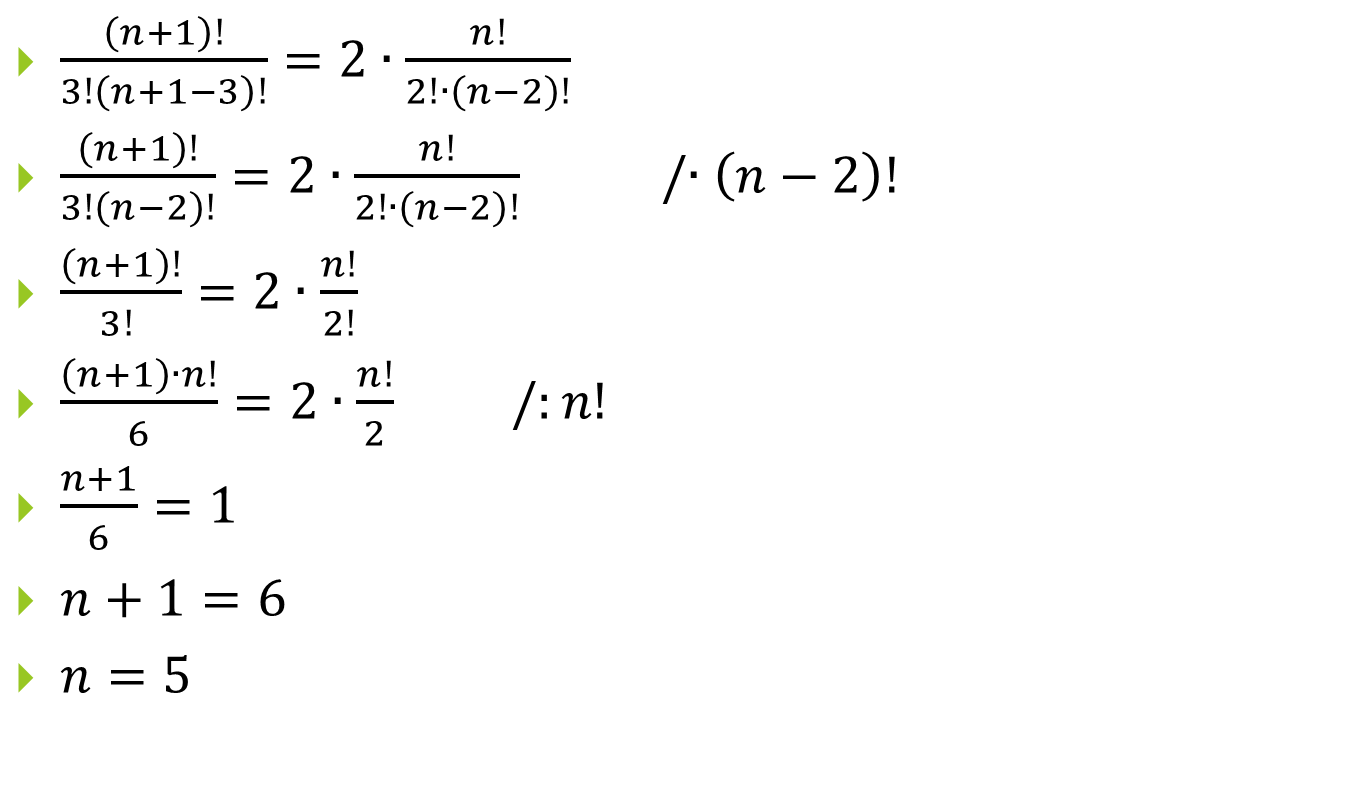 (n+1)!/3!(n+1−3)! = 2 · n!/2!·(n−2)!
(n+1)!/3!(n−2)! = 2 · n!/2!·(n−2)! /· (n − 2)!
(n+1)!/3! = 2 · n!/2!
(n+1)·n!/6 = 2 · n!/2 /: n!
n+1/6 = 1
n + 1 = 6
n = 5